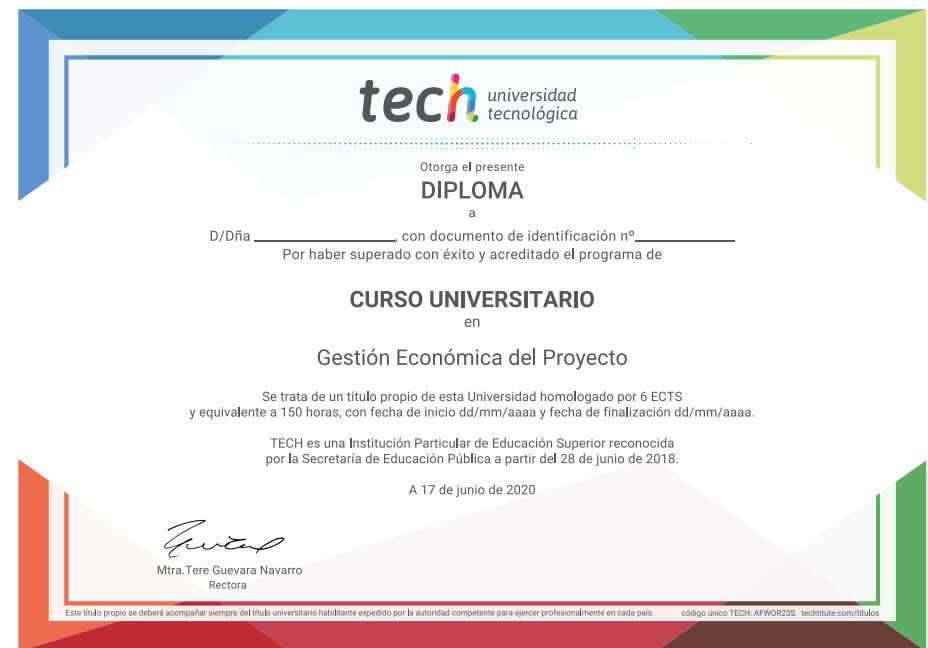 tech universidad
tecnológica
Otorga el presente
DIPLOMA
a
D/Dña ______________, con documento de identificación nº__________
Por haber superado con éxito y acreditado el programa de
CURSO UNIVERSITARIO
en
Gestión Económica del Proyecto
Se trata de un título propio de esta Universidad homologado por 6 ECTS
y equivalente a 150 horas, con fecha de inicio dd/mm/aaaa y fecha de finalización dd/mm/aaaa.
TECH es una Institución Particular de Educación Superior reconocida
por la Secretaría de Educación Pública a partir del 28 de junio de 2018.
A 17 de junio de 2020
Mtra.Tere Guevara Navarro
Rectora
Este título propio se deberá acompañar siempre del título universitario habilitante expedido por la autoridad competente para ejercer profesionalmente en cada país. código único TECH: AFWOR23S techtitute.com/titulos